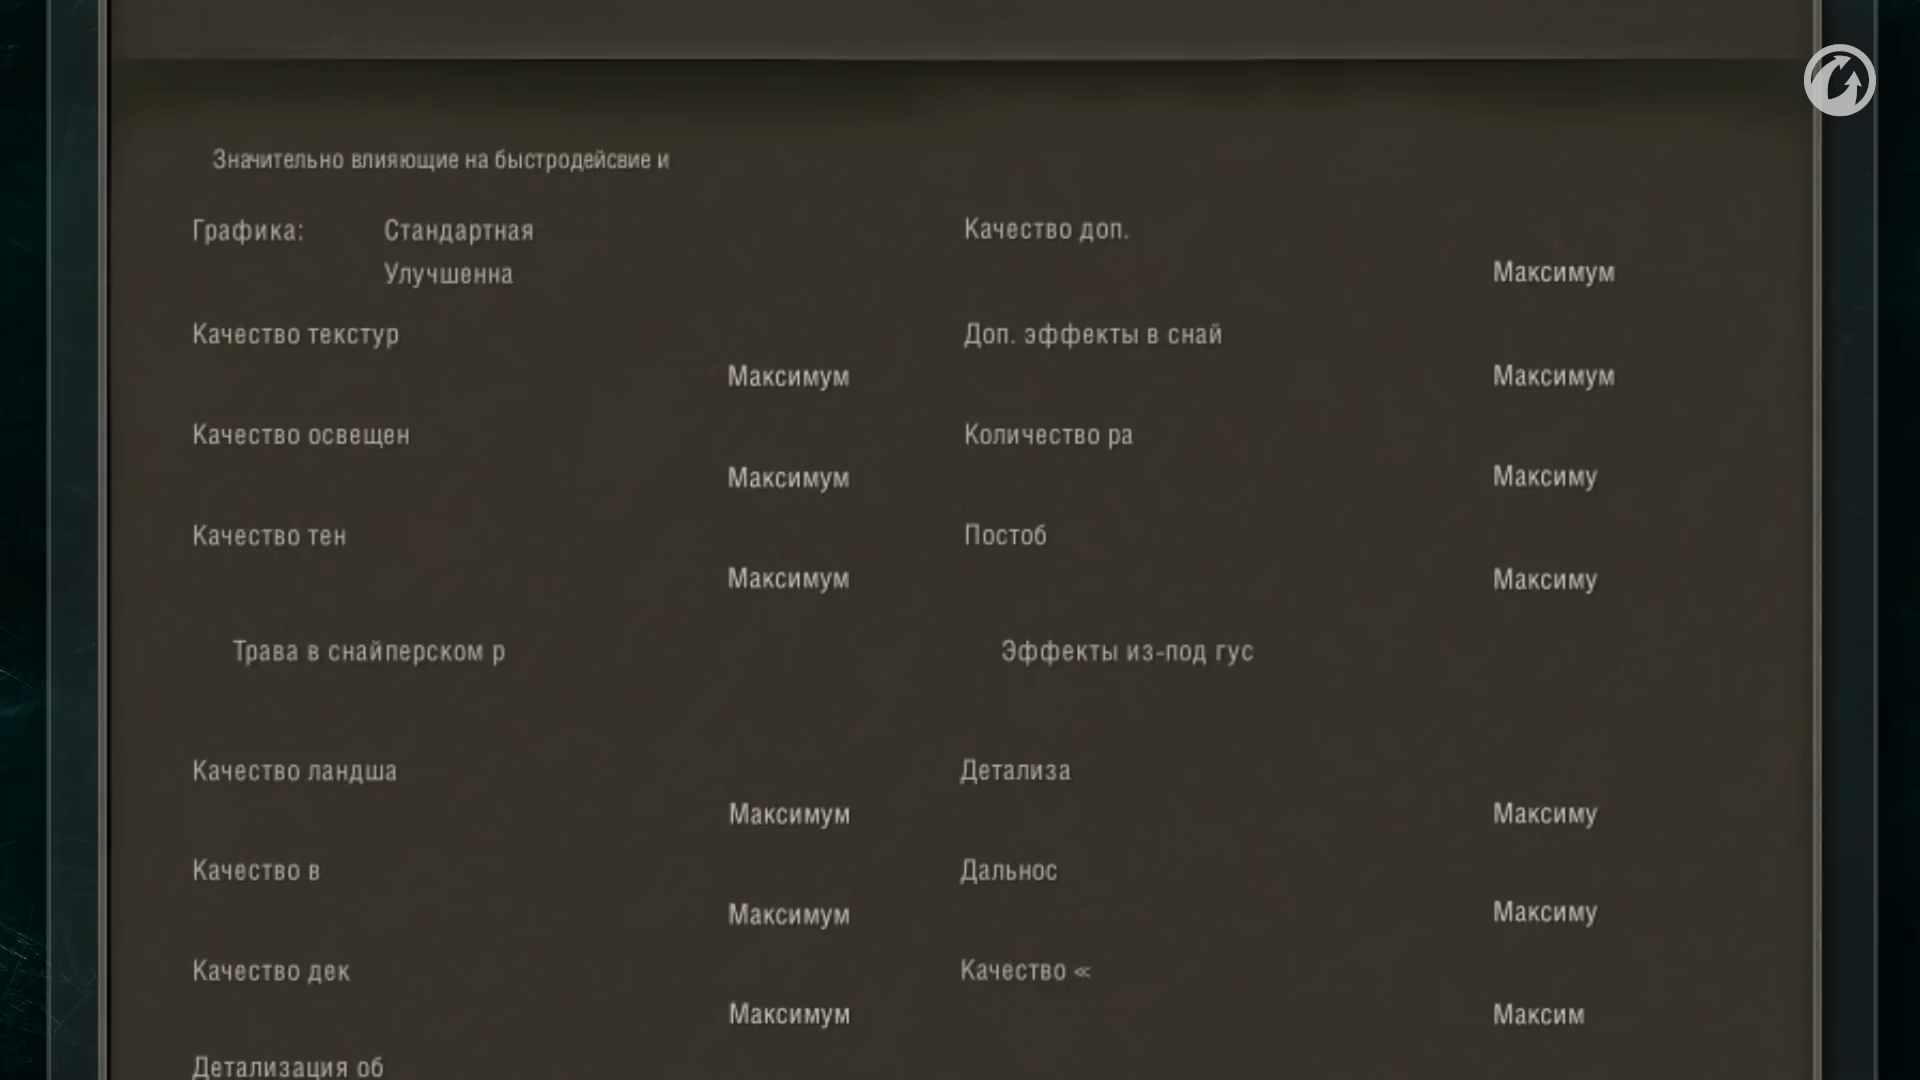 Значительно влияющие на быстродейсвие и
Графика: Стандартная
Улучшенна
Качество текстур
Максимум
Качество освещен
Максимум
Качество тен
Максимум
Трава в снайперском р
Качество ландша
Максимум
Качество в
Максимум
Качество дек
Максимум
Детализация об
Качество доп.
Максимум
Доп. эффекты в снай
Максимум
Количество ра
Максиму
Постоб
Максиму
Эффекты из-под гус
Детализа
Максиму
Дальнос
Максиму
Качество «
Максим